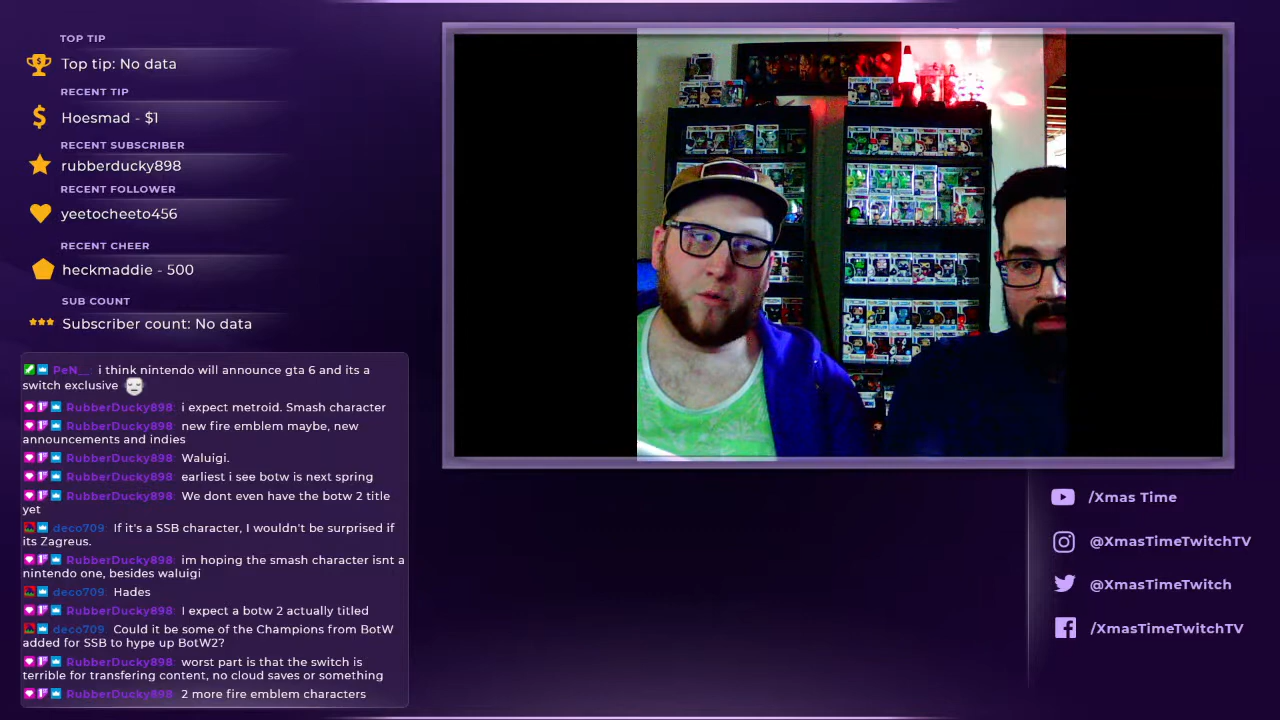 TOP TIP
Top tip: No data
RECENT TIP
Hoesmad - $1
RECENT SUBSCRIBER
rubberducky898
RECENT FOLLOWER
yeetocheeto456
RECENT CHEER
heckmaddie - 500
SUB COUNT
Subscriber count: No data
PeN__: i think nintendo will announce gta 6 and its a
switch exclusive
RubberDucky898: i expect metroid. Smash character
RubberDucky898: new fire emblem maybe, new
announcements and indies
RubberDucky898: Waluigi.
RubberDucky898: earliest i see botw is next spring
RubberDucky898: We dont even have the botw 2 title
yet
deco709: If it's a SSB character, I wouldn't be surprised if
its Zagreus.
RubberDucky898: im hoping the smash character isnt a
nintendo one, besides waluigi
deco709: Hades
RubberDucky898: I expect a botw 2 actually titled
deco709: Could it be some of the Champions from BotW
added for SSB to hype up BotW2?
RubberDucky898: worst part is that the switch is
terrible for transfering content, no cloud saves or something
RubberDucky898: 2 more fire emblem characters
/Xmas Time
@XmasTimeTwitchTV
@XmasTimeTwitch
/XmasTimeTwitchTV